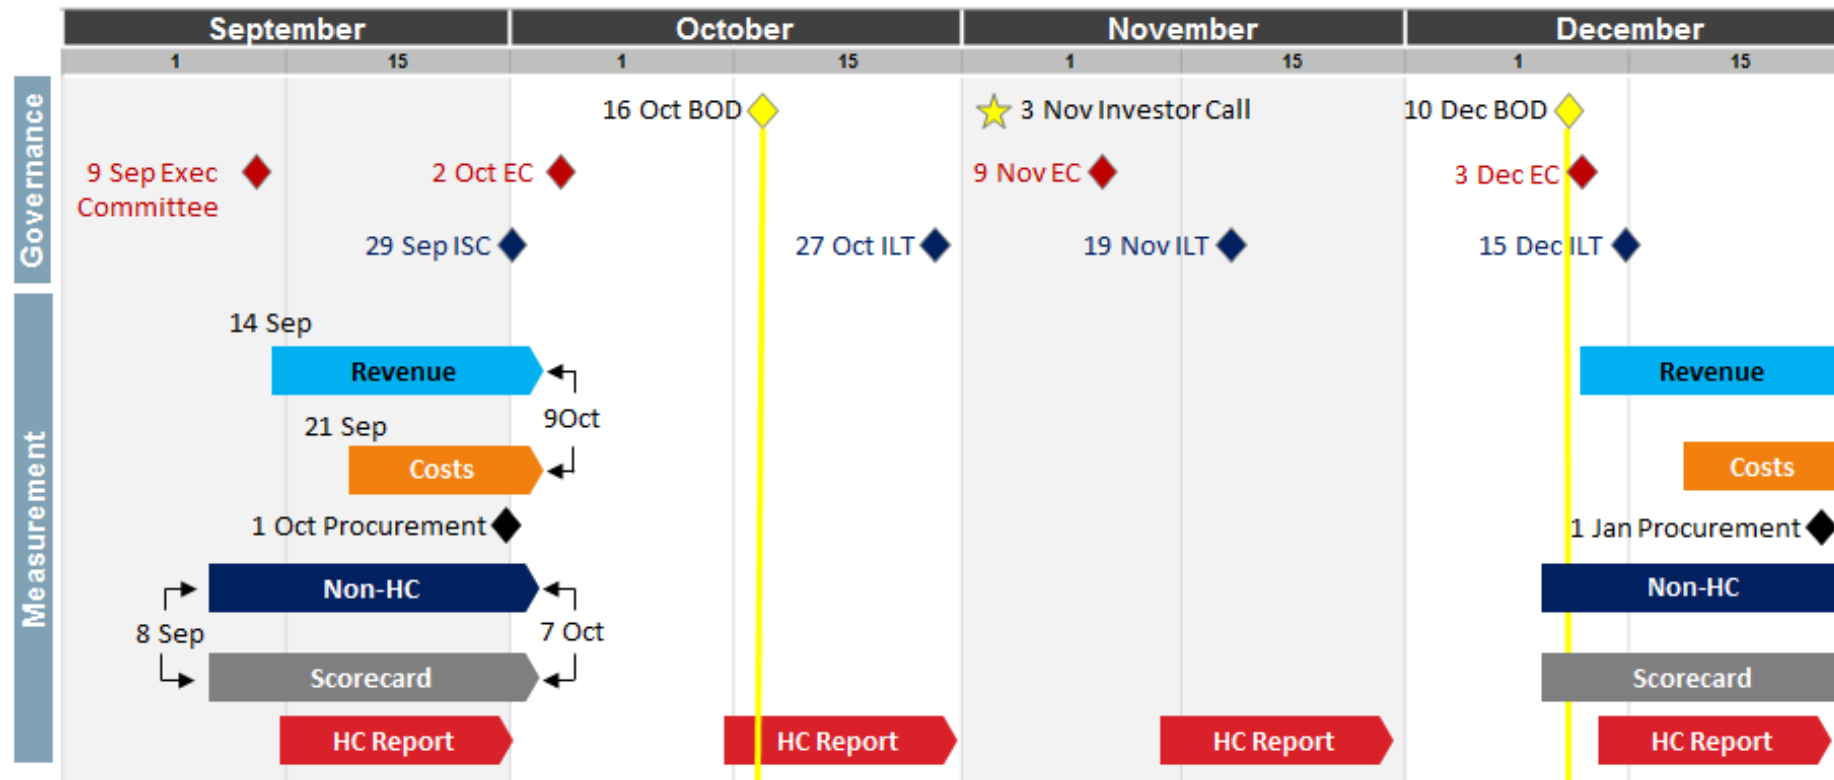 September October November December
1 15 1 15 1 15 1 15
Governance
16 Oct BOD
3 Nov Investor Call
10 Dec BOD
9 Sep Exec
Committee
2 Oct EC
9 Nov EC
3 Dec EC
29 Sep ISC
27 Oct ILT
19 Nov ILT
15 Dec ILT
Measurement
14 Sep
Revenue
Revenue
9Oct
21 Sep
Costs
Costs
1 Oct Procurement
1 Jan Procurement
Non-HC
Non-HC
8 Sep
7 Oct
Scorecard
Scorecard
HC Report
HC Report
HC Report
HC Report